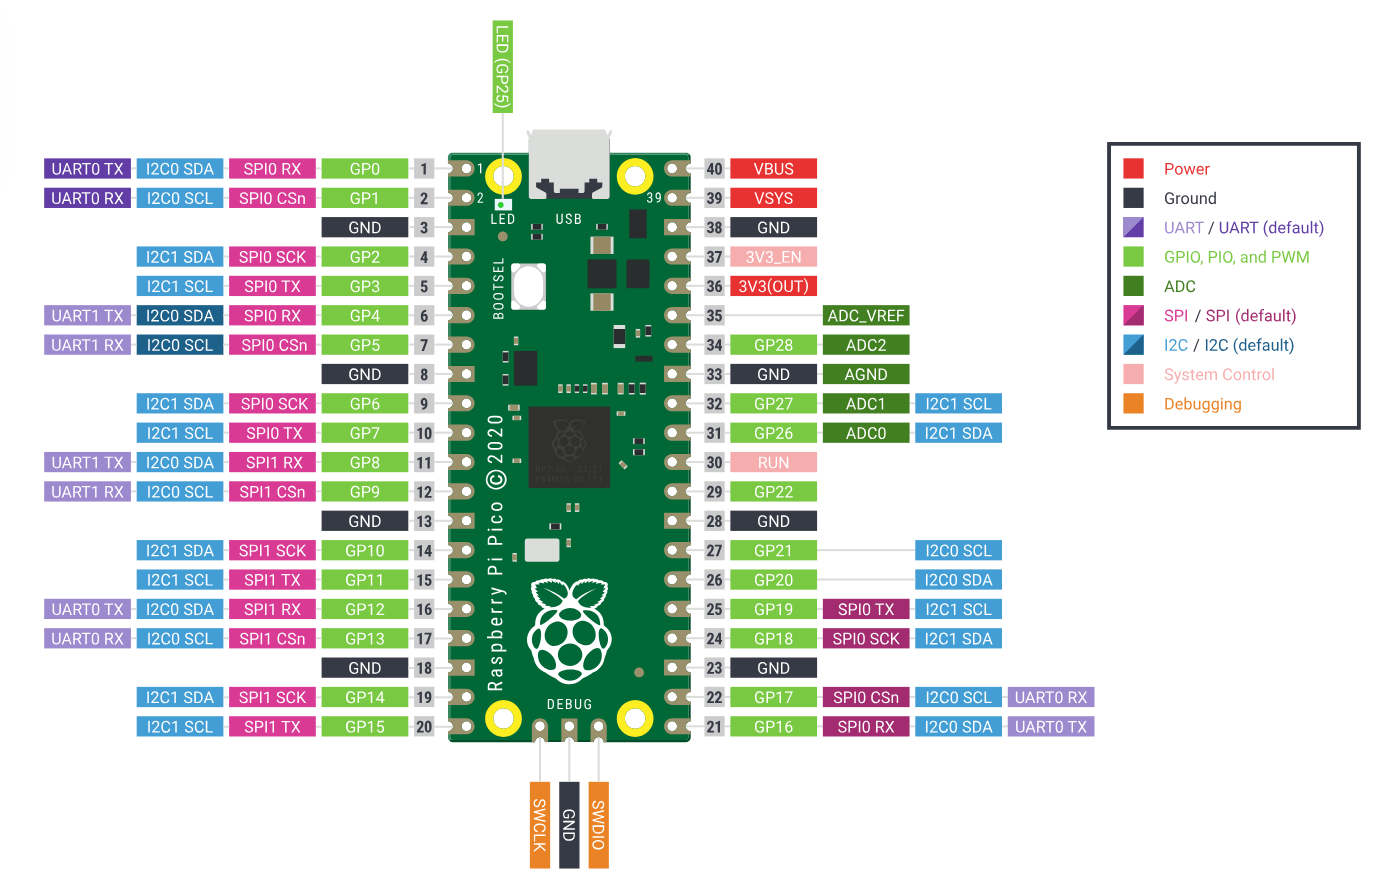 LED (GP25)
UART0 TX I2C0 SDA SPI0 RX GP0 1 1 40 VBUS
UART0 RX I2C0 SCL SPI0 CSn GP1 2 2 39 39 VSYS
LED USB
GND 3 38 GND
I2C1 SDA SPI0 SCK GP2 4 37 3V3_EN
I2C1 SCL SPI0 TX GP3 5 36 3V3(OUT)
BOOTSEL
UART1 TX I2C0 SDA SPI0 RX GP4 6 35 ADC_VREF
UART1 RX I2C0 SCL SPI0 CSn GP5 7 34 GP28 ADC2
GND 8 33 GND AGND
I2C1 SDA SPI0 SCK GP6 9 32 GP27 ADC1 I2C1 SCL
I2C1 SCL SPI0 TX GP7 10 31 GP26 ADC0 I2C1 SDA
UART1 TX I2C0 SDA SPI1 RX GP8 11 30 RUN
UART1 RX I2C0 SCL SPI1 CSn GP9 12 29 GP22
GND 13 28 GND
I2C1 SDA SPI1 SCK GP10 14 27 GP21 I2C0 SCL
I2C1 SCL SPI1 TX GP11 15 26 GP20 I2C0 SDA
UART0 TX I2C0 SDA SPI1 RX GP12 16 25 GP19 SPI0 TX I2C1 SCL
UART0 RX I2C0 SCL SPI1 CSn GP13 17 24 GP18 SPI0 SCK I2C1 SDA
GND 18 23 GND
I2C1 SDA SPI1 SCK GP14 19 22 GP17 SPI0 CSn I2C0 SCL UART0 RX
I2C1 SCL SPI1 TX GP15 20 21 GP16 SPI0 RX I2C0 SDA UART0 TX
Raspberry Pi Pico © 2020
DEBUG
SWCLK
GND
SWDIO
Power
Ground
UART / UART (default)
GPIO, PIO, and PWM
ADC
SPI / SPI (default)
I2C / I2C (default)
System Control
Debugging